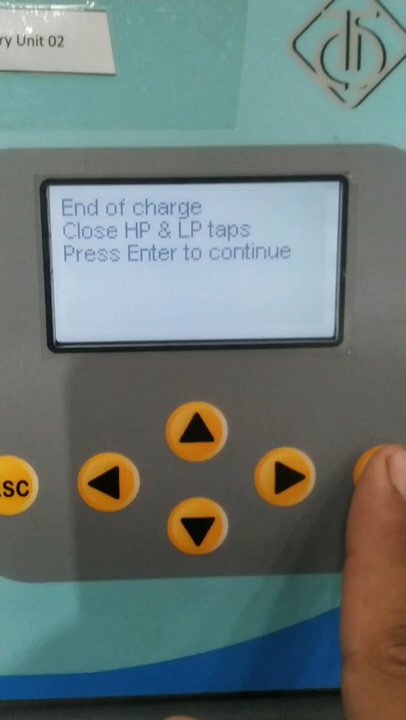 ry Unit 02
End of charge
Close HP & LP taps
Press Enter to continue
SC